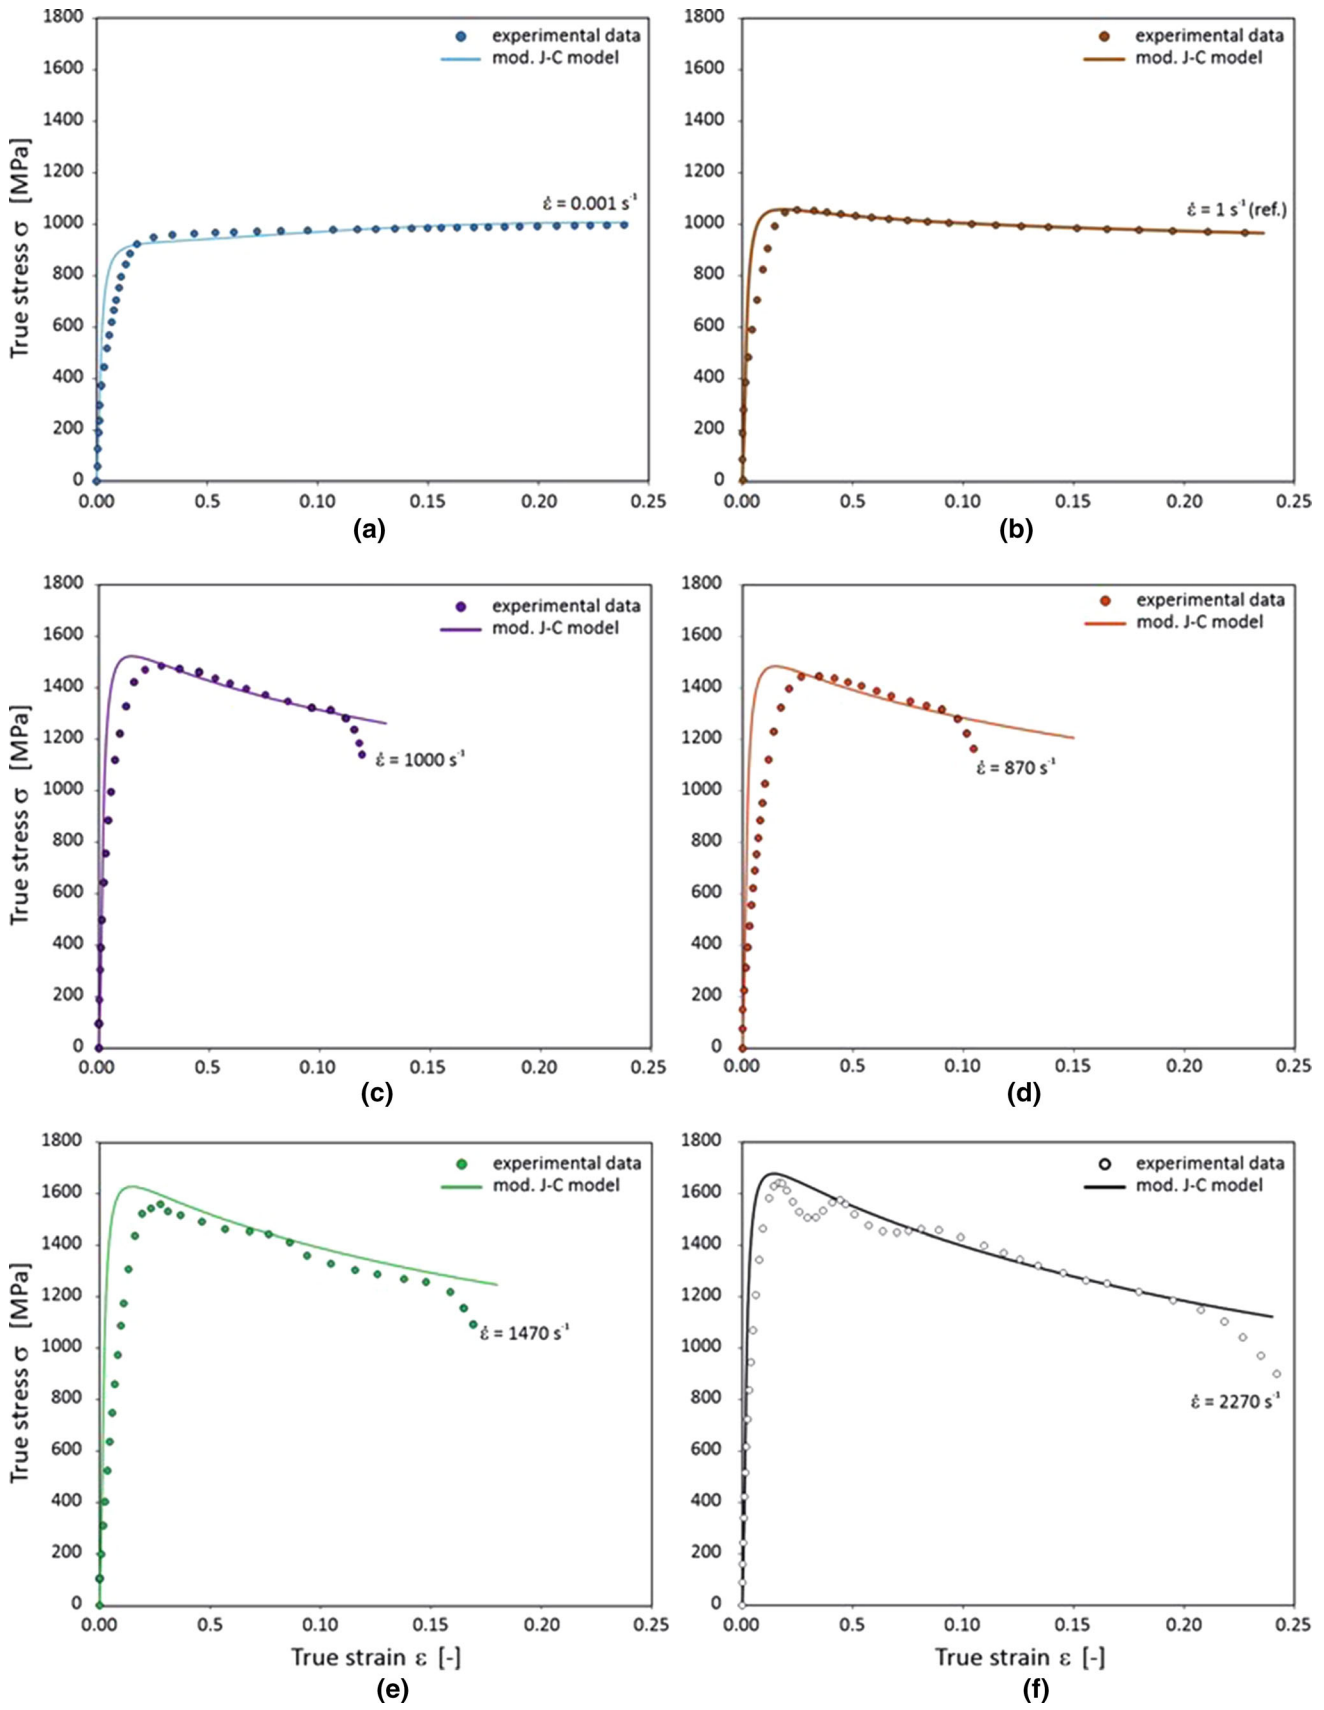 1800
1600
1400
1200
1000
800
600
400
200
0
True stress σ [MPa]
experimental data
mod. J-C model
ε̇ = 0.001 s⁻¹
0.00 0.5 0.10 0.15 0.20 0.25
(a)
1800
1600
1400
1200
1000
800
600
400
200
0
experimental data
mod. J-C model
ε̇ = 1 s⁻¹(ref.)
0.00 0.5 0.10 0.15 0.20 0.25
(b)
1800
1600
1400
1200
1000
800
600
400
200
0
True stress σ [MPa]
experimental data
mod. J-C model
ε̇ = 1000 s⁻¹
0.00 0.5 0.10 0.15 0.20 0.25
(c)
1800
1600
1400
1200
1000
800
600
400
200
0
experimental data
mod. J-C model
ε̇ = 870 s⁻¹
0.00 0.5 0.10 0.15 0.20 0.25
(d)
1800
1600
1400
1200
1000
800
600
400
200
0
True stress σ [MPa]
experimental data
mod. J-C model
ε̇ = 1470 s⁻¹
0.00 0.5 0.10 0.15 0.20 0.25
True strain ε [-]
(e)
1800
1600
1400
1200
1000
800
600
400
200
0
experimental data
mod. J-C model
ε̇ = 2270 s⁻¹
0.00 0.5 0.10 0.15 0.20 0.25
True strain ε [-]
(f)